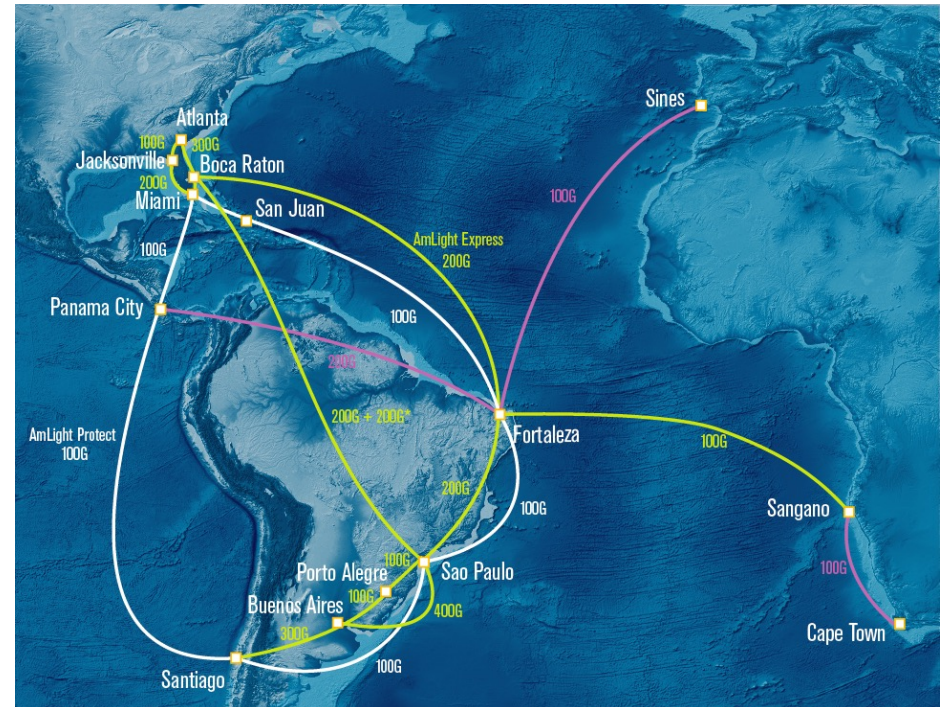 Sines
Atlanta
100G
300G
Jacksonville
Boca Raton
200G
Miami
San Juan
100G
AmLight Express
200G
100G
Panama City
100G
200G
200G + 200G*
Fortaleza
AmLight Protect
100G
100G
200G
100G
Sangano
100G
Sao Paulo
Porto Alegre
100G
100G
Buenos Aires
400G
300G
Cape Town
100G
Santiago